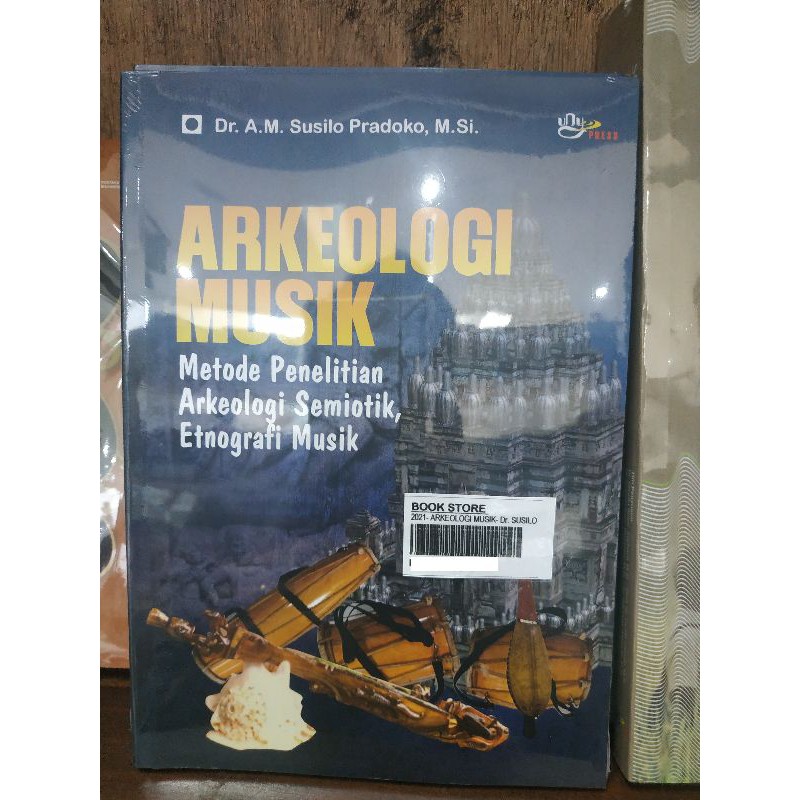 Dr. A.M. Susilo Pradoko, M.Si.
UNY
PRESS
ARKEOLOGI
MUSIK
Metode Penelitian
Arkeologi Semiotik,
Etnografi Musik
BOOK STORE
2021- ARKEOLOGI MUSIK- Dr. SUSILO